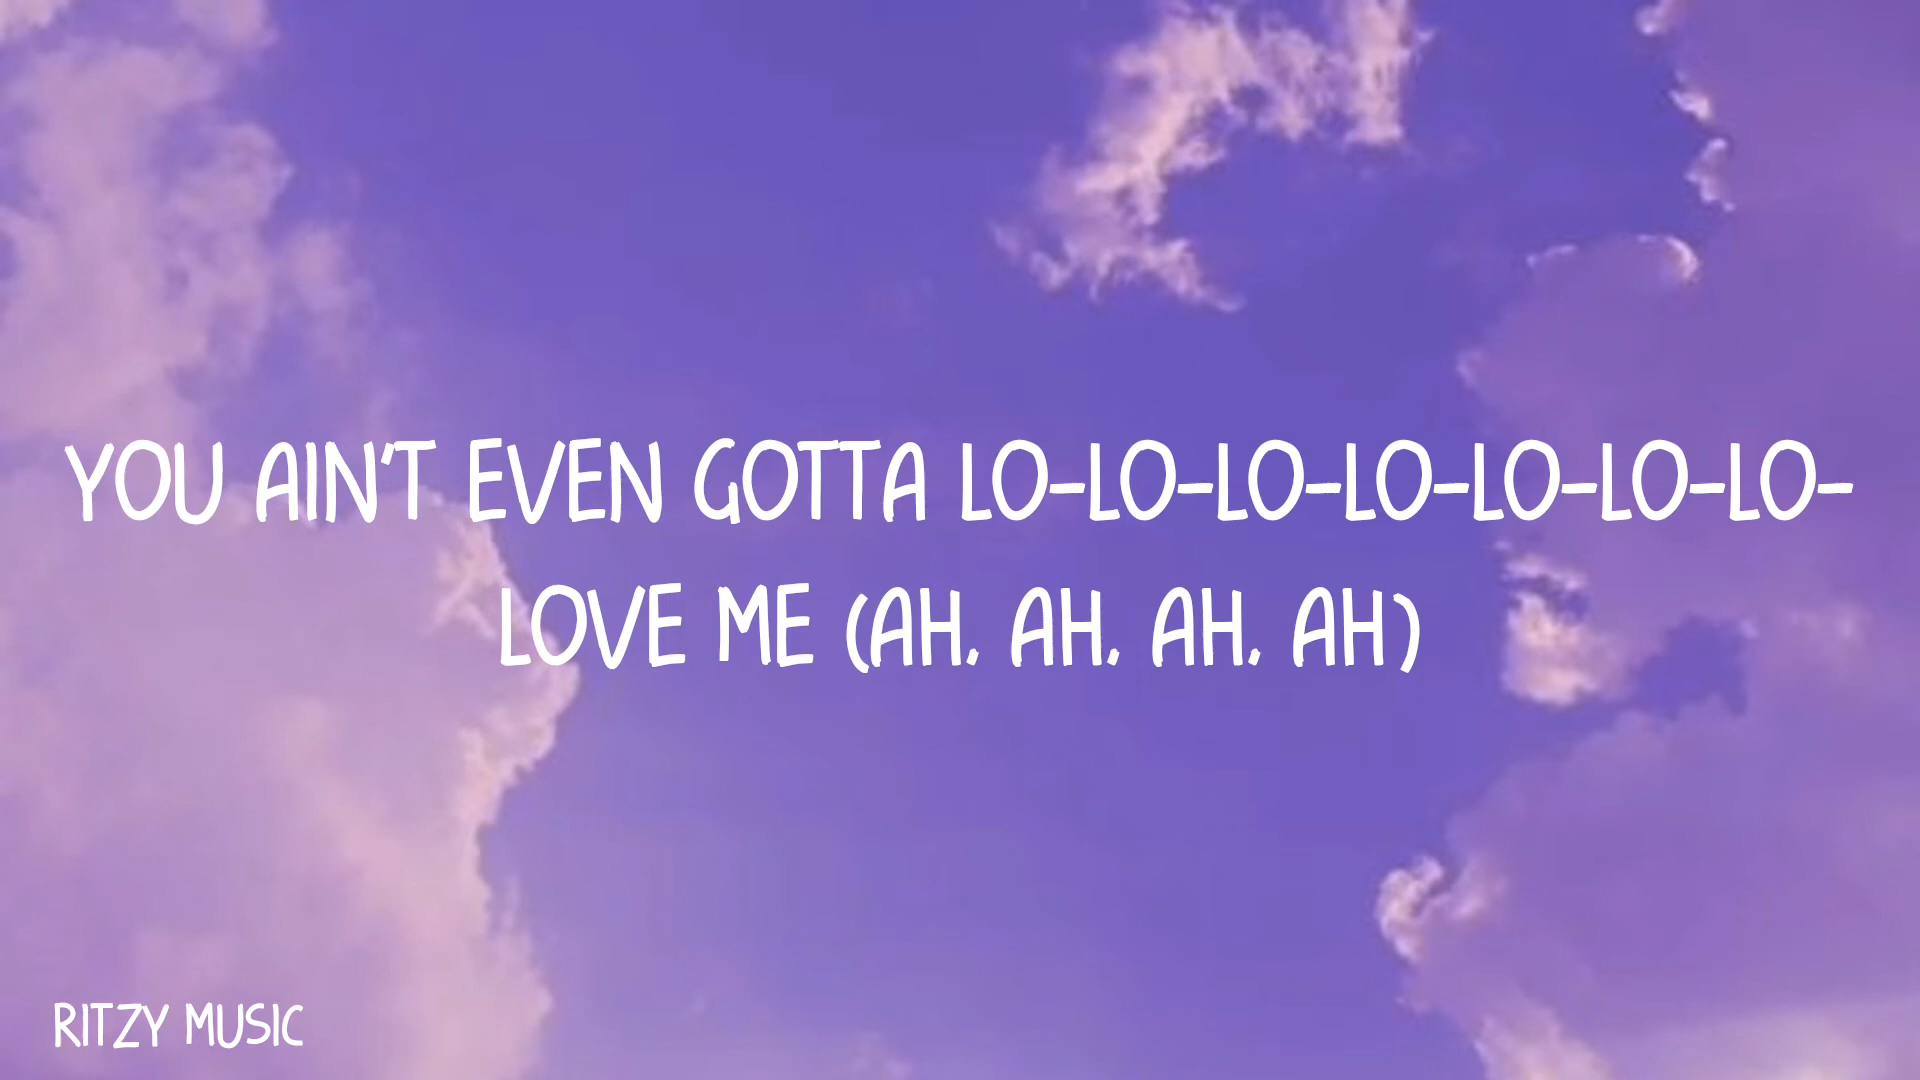 YOU AIN'T EVEN GOTTA LO-LO-LO-LO-LO-LO-LO-
LOVE ME (AH, AH, AH, AH)
RITZY MUSIC